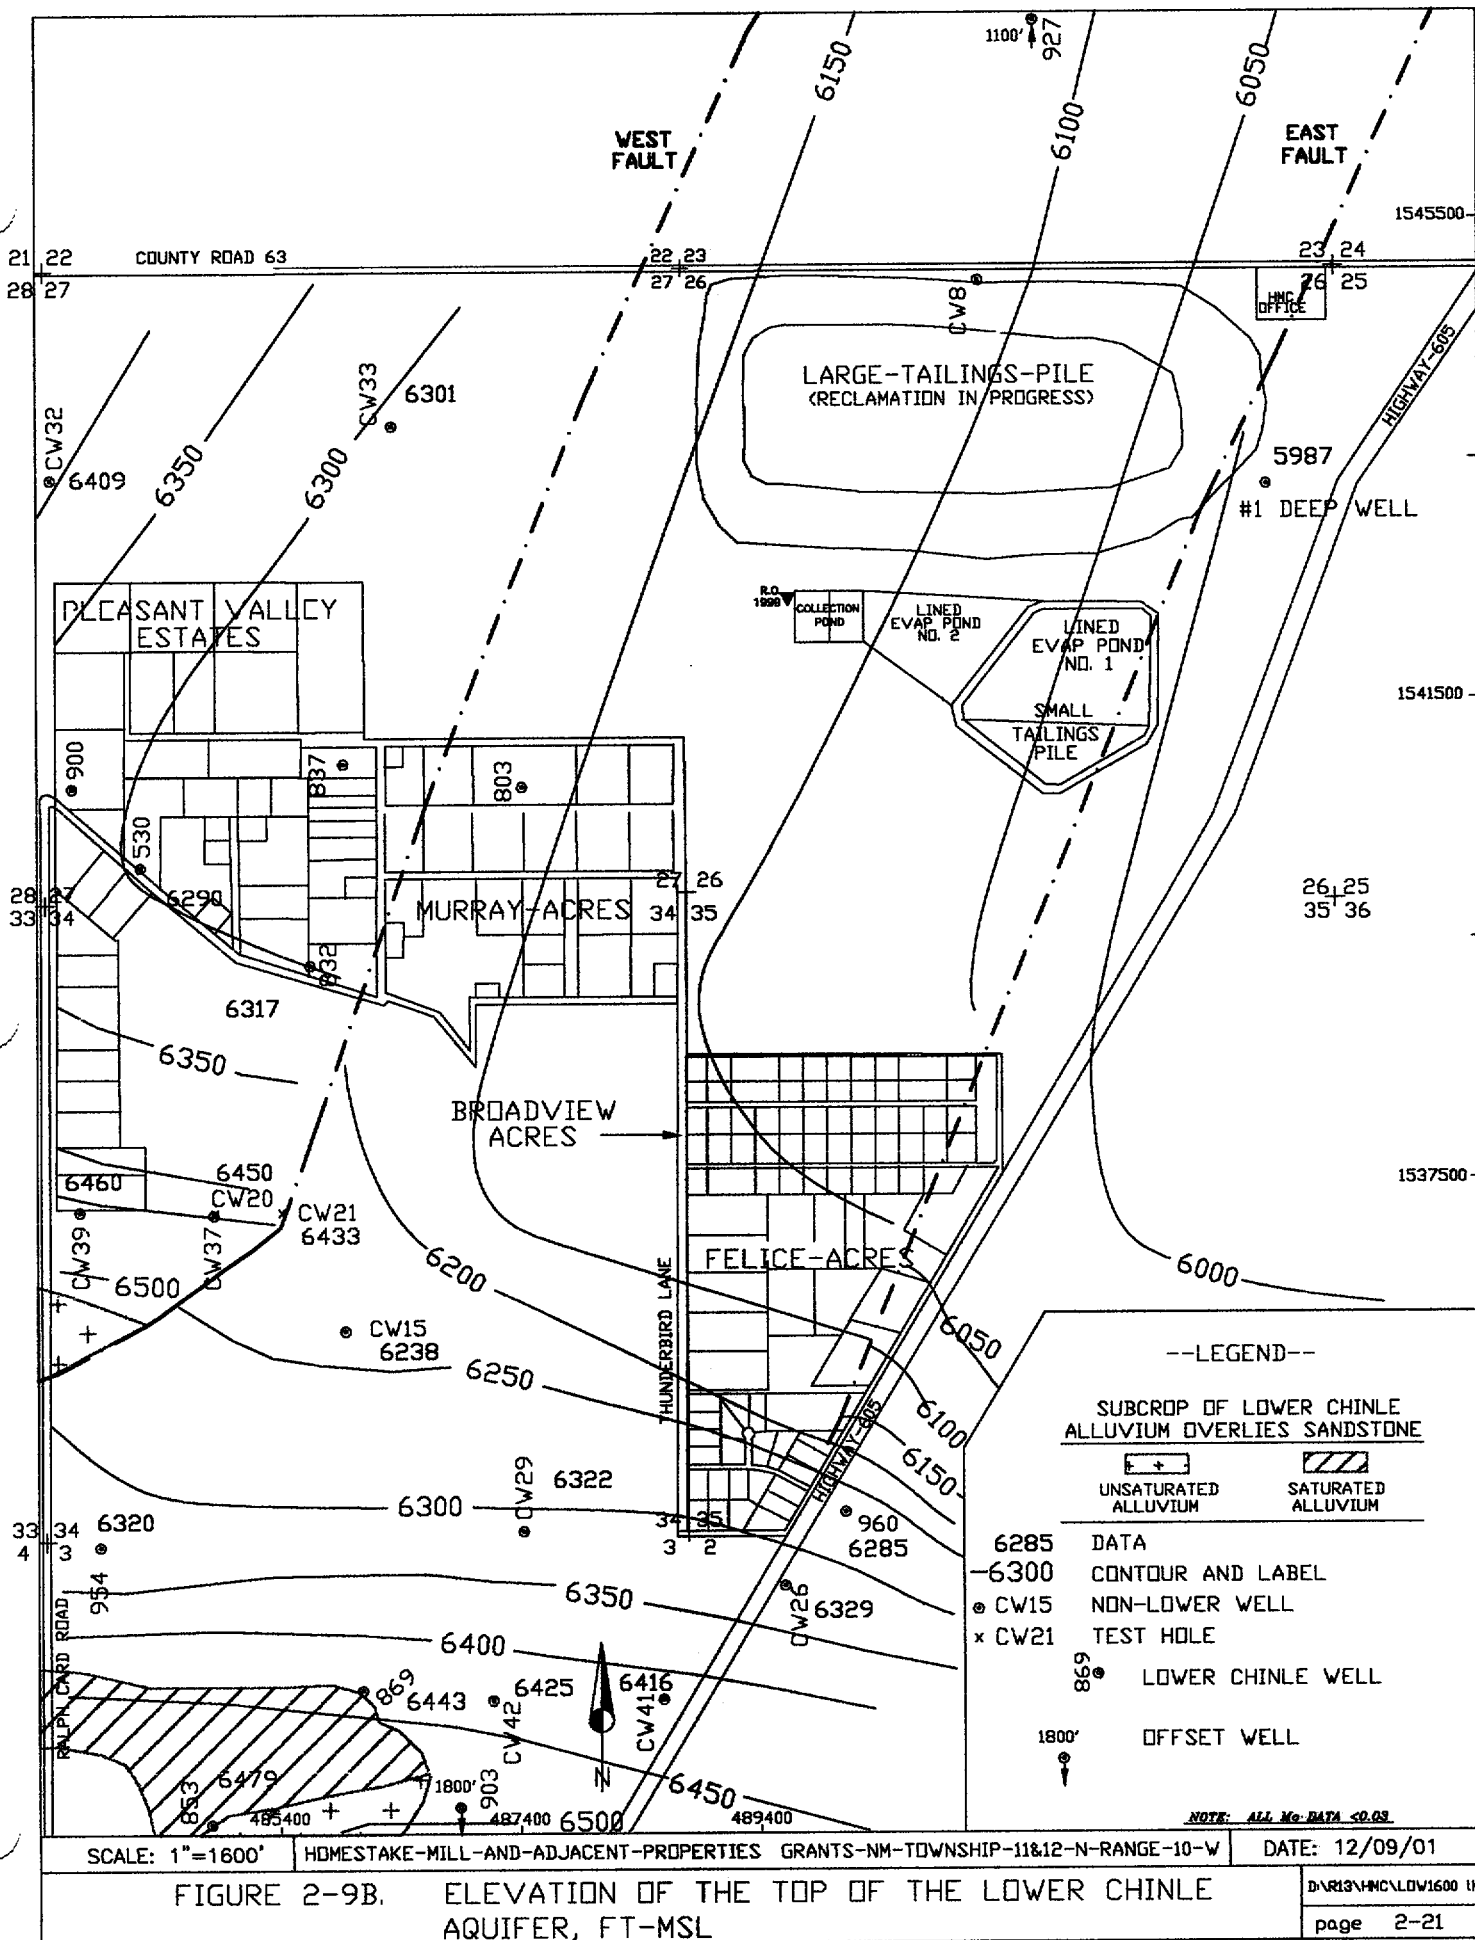 6150
1100'
927
6100
6050
WEST
FAULT
EAST
FAULT
1545500
21 22
28 27
COUNTY ROAD 63
22 23
27 26
23 24
26 25
HMC
OFFICE
CW8
HIGHWAY-605
LARGE-TAILINGS-PILE
(RECLAMATION IN PROGRESS)
CW33
6301
CW32
6409
6350
6300
5987
#1 DEEP WELL
PLEASANT VALLEY
ESTATES
R.O.
1998
COLLECTION
POND
LINED
EVAP POND
NO. 2
LINED
EVAP POND
NO. 1
SMALL
TAILINGS
PILE
1541500
900
837
803
530
6290
28 27
33 34
27 26
34 35
26 25
35 36
MURRAY-ACRES
832
6317
6350
BROADVIEW
ACRES
6450
6460
CW20
CW21
6433
CW39
CW37
6500
1537500
6200
FELICE-ACRES
THUNDERBIRD LANE
6000
CW15
6238
6250
6050
6100
6150
HIGHWAY-605
6300
CW29
6322
960
6285
33 34
4 3
6320
954
34 35
3 2
6350
CW26
6329
6400
RALPH CARD ROAD
869
6443
6425
CW42
6416
CW41
N
6450
853
6479
1800'
903
485400
487400
489400
6500
--LEGEND--
SUBCROP OF LOWER CHINLE
ALLUVIUM OVERLIES SANDSTONE
UNSATURATED
ALLUVIUM
SATURATED
ALLUVIUM
6285 DATA
6300 CONTOUR AND LABEL
CW15 NON-LOWER WELL
x CW21 TEST HOLE
869 LOWER CHINLE WELL
1800' OFFSET WELL
NOTE: ALL Mo DATA <0.03
SCALE: 1"=1600'
HOMESTAKE-MILL-AND-ADJACENT-PROPERTIES GRANTS-NM-TOWNSHIP-11&12-N-RANGE-10-W
DATE: 12/09/01
FIGURE 2-9B. ELEVATION OF THE TOP OF THE LOWER CHINLE
AQUIFER, FT-MSL
D:\R13\HMC\LOW1600
page 2-21